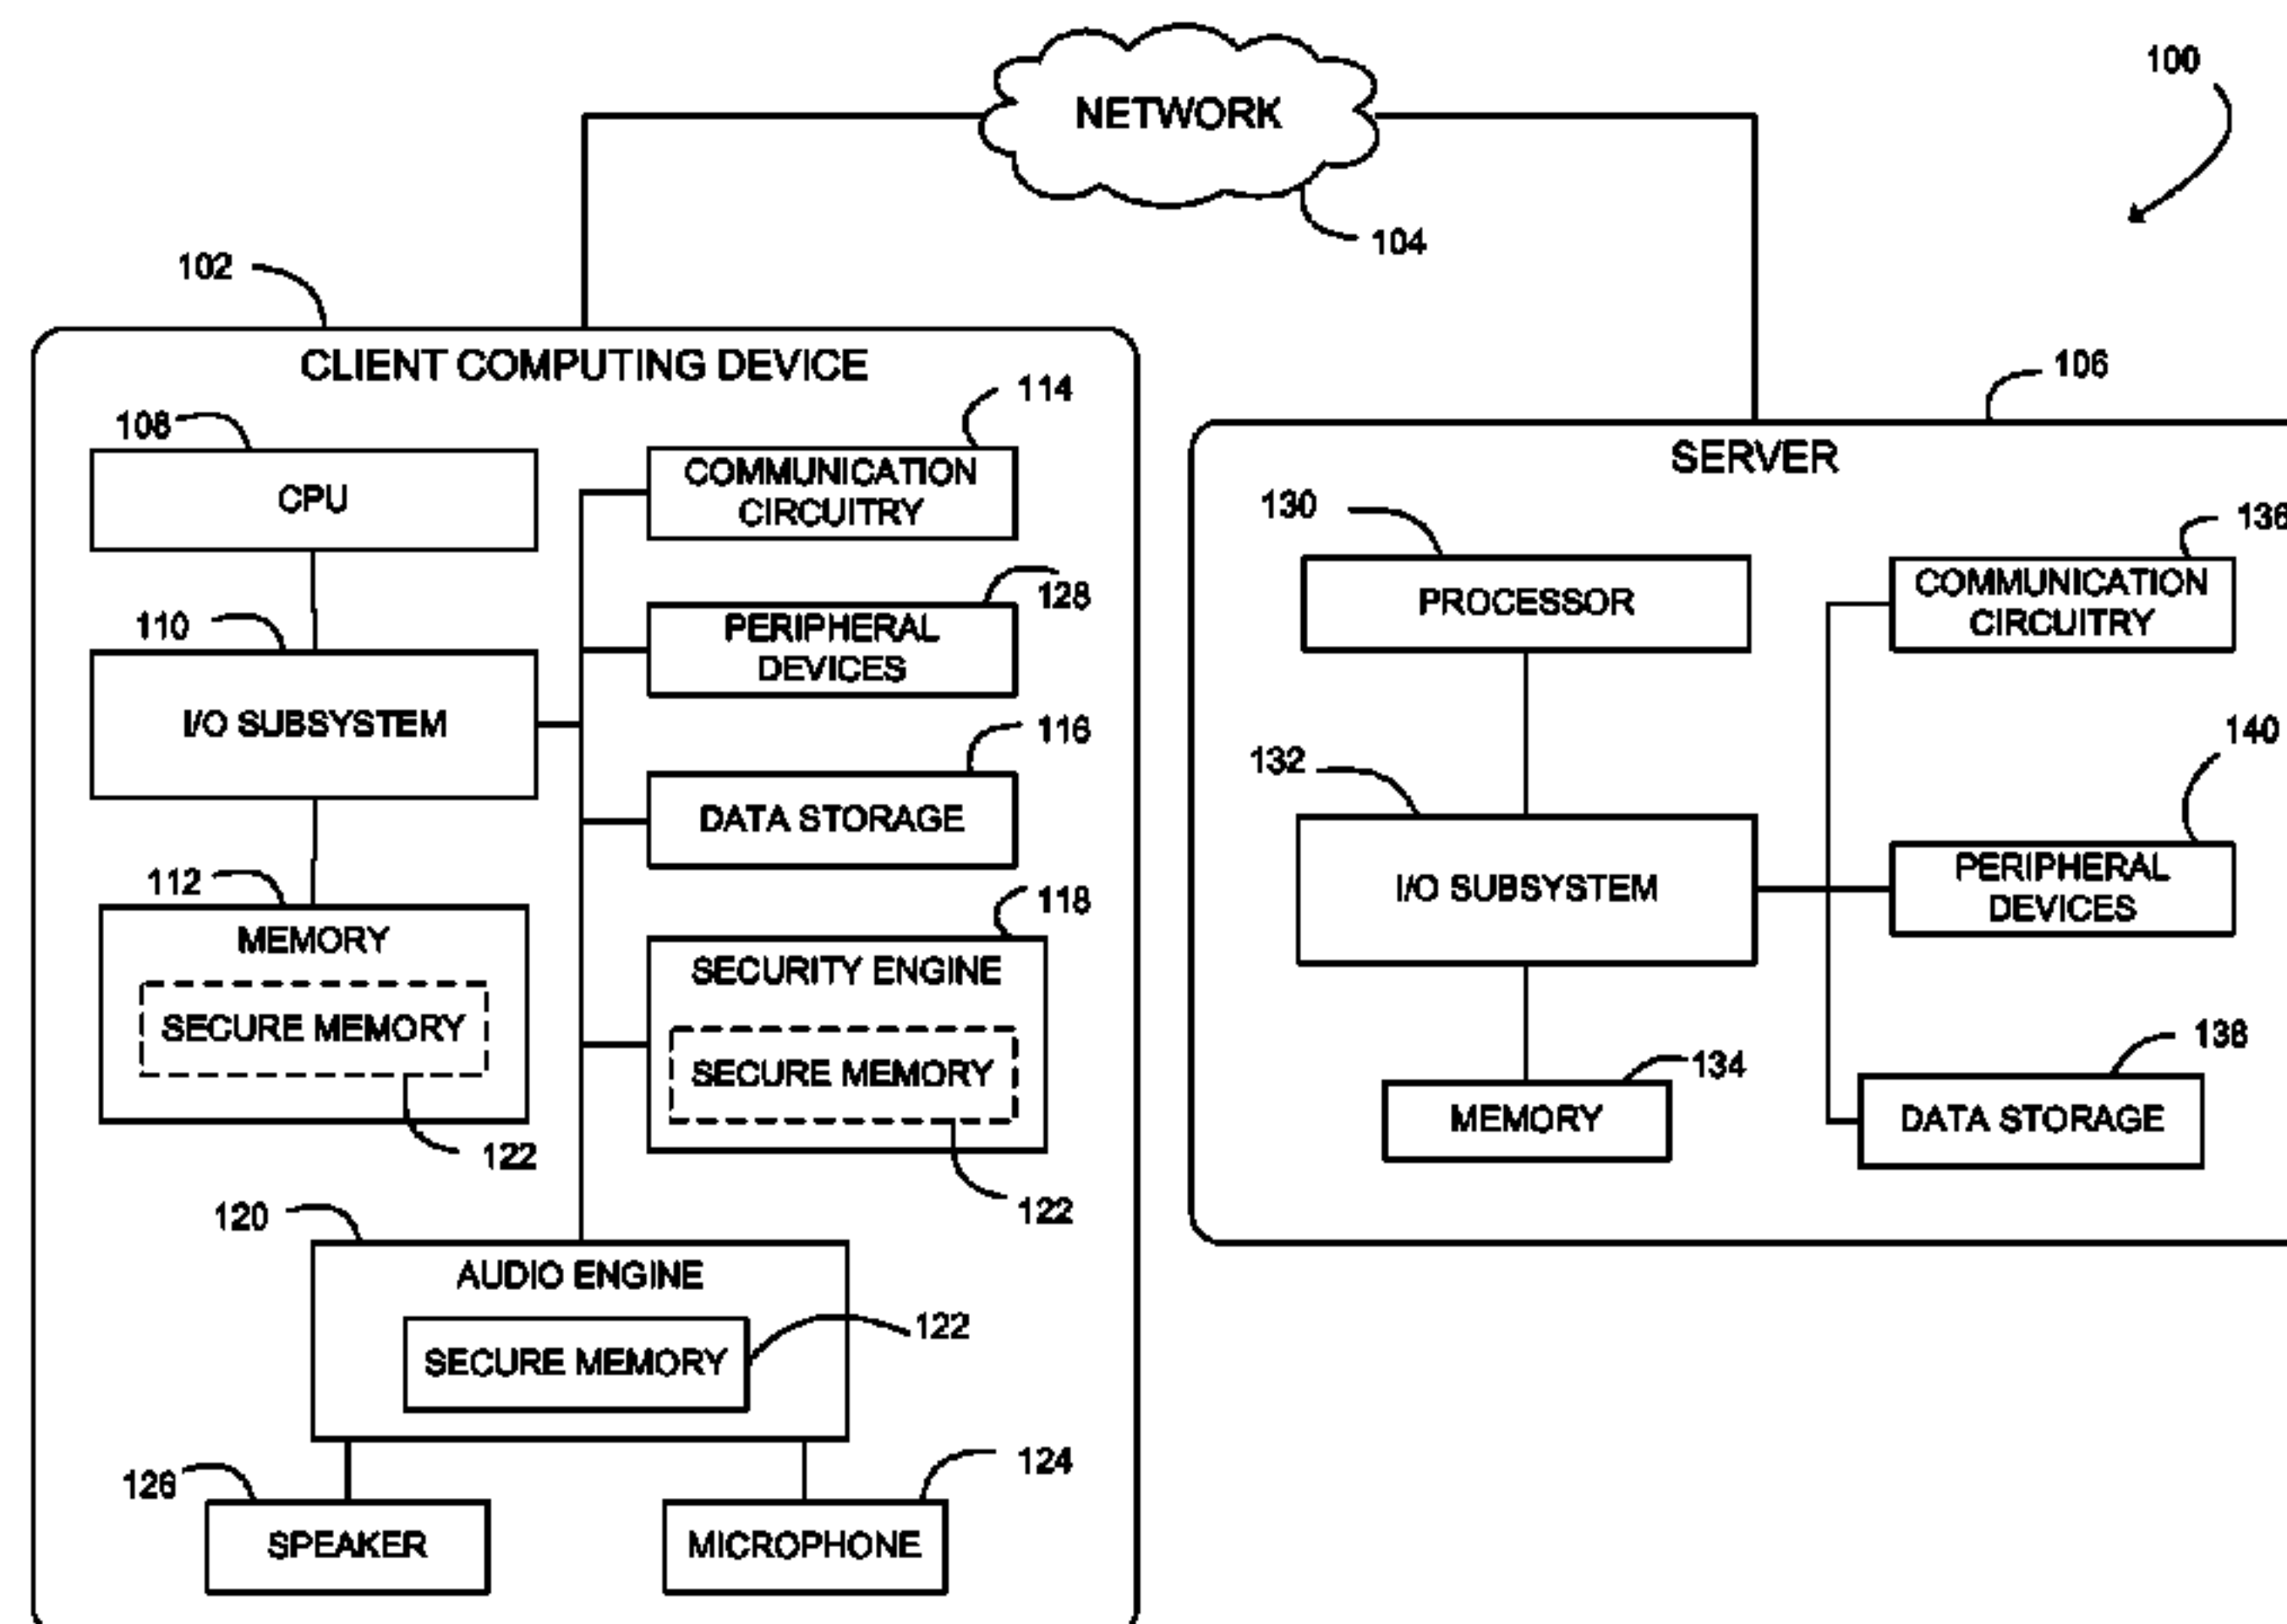 100
NETWORK
104
102
CLIENT COMPUTING DEVICE
108
CPU
114
COMMUNICATION
CIRCUITRY
110
I/O SUBSYSTEM
128
PERIPHERAL
DEVICES
116
DATA STORAGE
112
MEMORY
SECURE MEMORY
122
118
SECURITY ENGINE
SECURE MEMORY
122
120
AUDIO ENGINE
SECURE MEMORY
122
126
SPEAKER
124
MICROPHONE
106
SERVER
130
PROCESSOR
136
COMMUNICATION
CIRCUITRY
132
I/O SUBSYSTEM
140
PERIPHERAL
DEVICES
134
MEMORY
138
DATA STORAGE